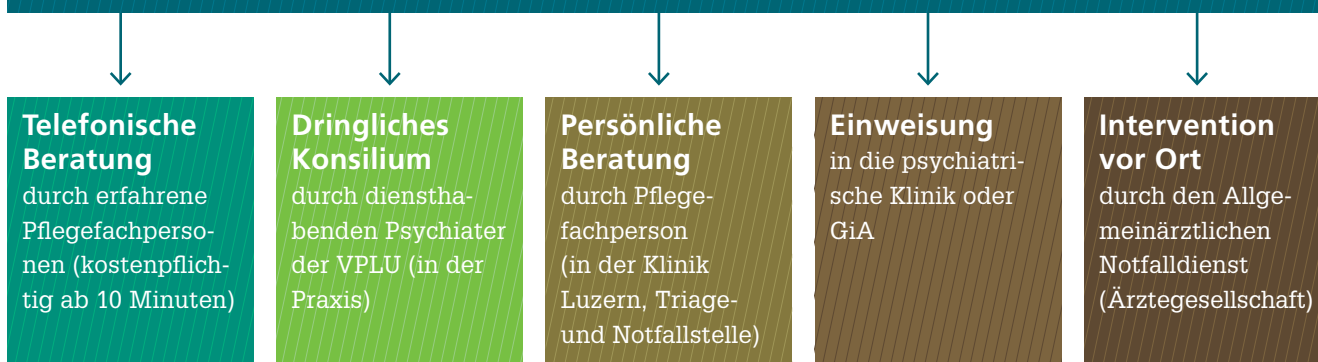 Telefonische
Beratung
durch erfahrene
Pflegefachperso-
nen (kostenpflich-
tig ab 10 Minuten)
Dringliches
Konsilium
durch dienstha-
benden Psychiater
der VPLU (in der
Praxis)
Persönliche
Beratung
durch Pflege-
fachperson
(in der Klinik
Luzern, Triage-
und Notfallstelle)
Einweisung
in die psychiatri-
sche Klinik oder
GiA
Intervention
vor Ort
durch den Allge-
meinärztlichen
Notfalldienst
(Ärztegesellschaft)